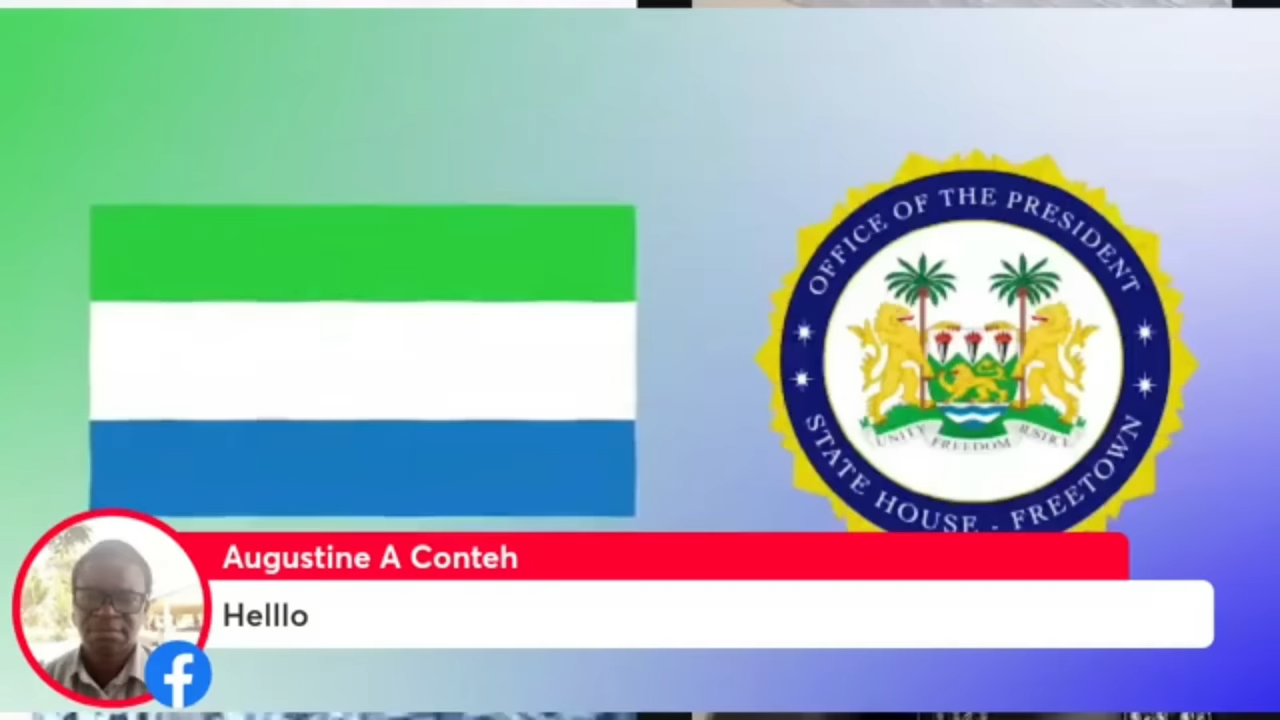 OFFICE OF THE PRESIDENT
UNITY FREEDOM JUSTICE
STATE HOUSE - FREETOWN
Augustine A Conteh
Helllo